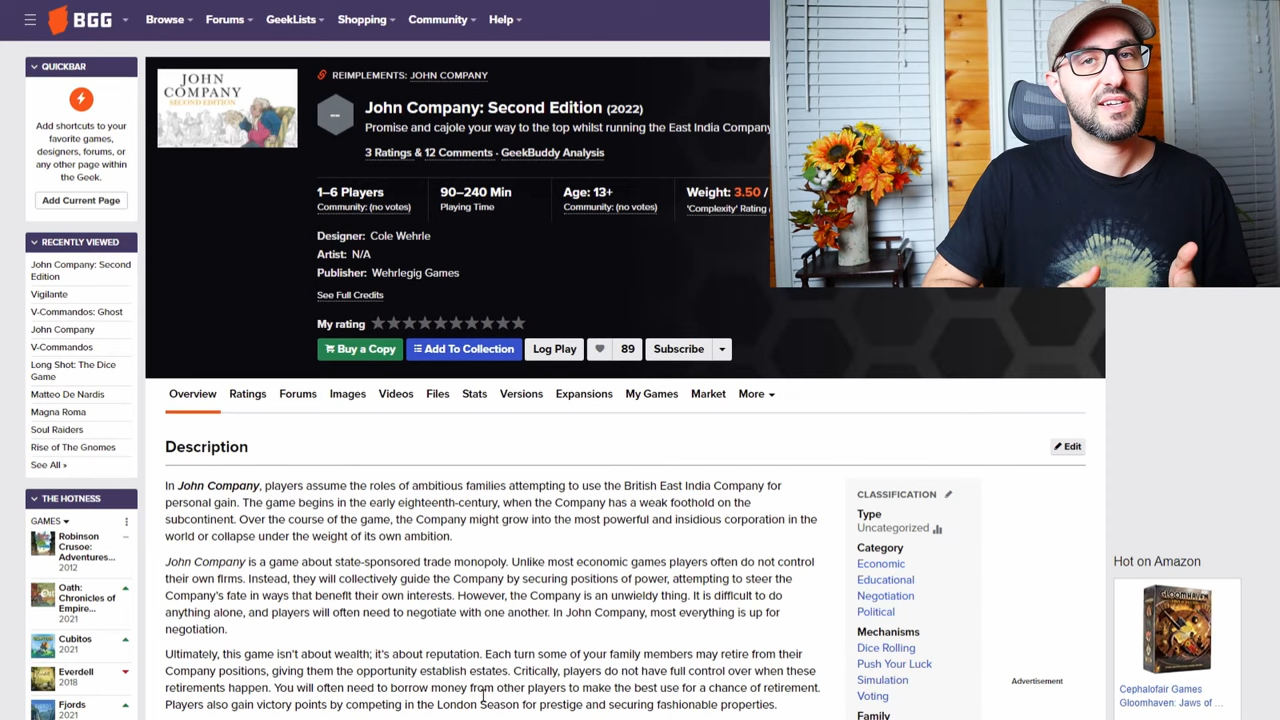 BGG
Browse
Forums
GeekLists
Shopping
Community
Help
QUICKBAR
Add shortcuts to your
favorite games,
designers, forums, or
any other page within
the Geek.
Add Current Page
RECENTLY VIEWED
John Company: Second
Edition
Vigilante
V-Commandos: Ghost
John Company
V-Commandos
Long Shot: The Dice
Game
Matteo De Nardis
Magna Roma
Soul Raiders
Rise of The Gnomes
See All »
THE HOTNESS
GAMES
Robinson
Crusoe:
Adventures...
2012
Oath:
Chronicles of
Empire...
2021
Cubitos
2021
Everdell
2018
Fjords
2021
JOHN
COMPANY
SECOND EDITION
REIMPLEMENTS: JOHN COMPANY
--
John Company: Second Edition (2022)
Promise and cajole your way to the top whilst running the East India Company
3 Ratings & 12 Comments · GeekBuddy Analysis
1–6 Players
Community: (no votes)
90–240 Min
Playing Time
Age: 13+
Community: (no votes)
Weight: 3.50 /
'Complexity' Rating
Designer: Cole Wehrle
Artist: N/A
Publisher: Wehrlegig Games
See Full Credits
My rating
Buy a Copy
Add To Collection
Log Play
89
Subscribe
Overview
Ratings
Forums
Images
Videos
Files
Stats
Versions
Expansions
My Games
Market
More
Description
Edit
In John Company, players assume the roles of ambitious families attempting to use the British East India Company for
personal gain. The game begins in the early eighteenth-century, when the Company has a weak foothold on the
subcontinent. Over the course of the game, the Company might grow into the most powerful and insidious corporation in the
world or collapse under the weight of its own ambition.
John Company is a game about state-sponsored trade monopoly. Unlike most economic games players often do not control
their own firms. Instead, they will collectively guide the Company by securing positions of power, attempting to steer the
Company's fate in ways that benefit their own interests. However, the Company is an unwieldy thing. It is difficult to do
anything alone, and players will often need to negotiate with one another. In John Company, most everything is up for
negotiation.
Ultimately, this game isn't about wealth; it's about reputation. Each turn some of your family members may retire from their
Company positions, giving them the opportunity establish estates. Critically, players do not have full control over when these
retirements happen. You will often need to borrow money from other players to make the best use for a chance of retirement.
Players also gain victory points by competing in the London Season for prestige and securing fashionable properties.
CLASSIFICATION
Type
Uncategorized
Category
Economic
Educational
Negotiation
Political
Mechanisms
Dice Rolling
Push Your Luck
Simulation
Voting
Family
Advertisement
Hot on Amazon
GLOOMHAVEN
Cephalofair Games
Gloomhaven: Jaws of ...